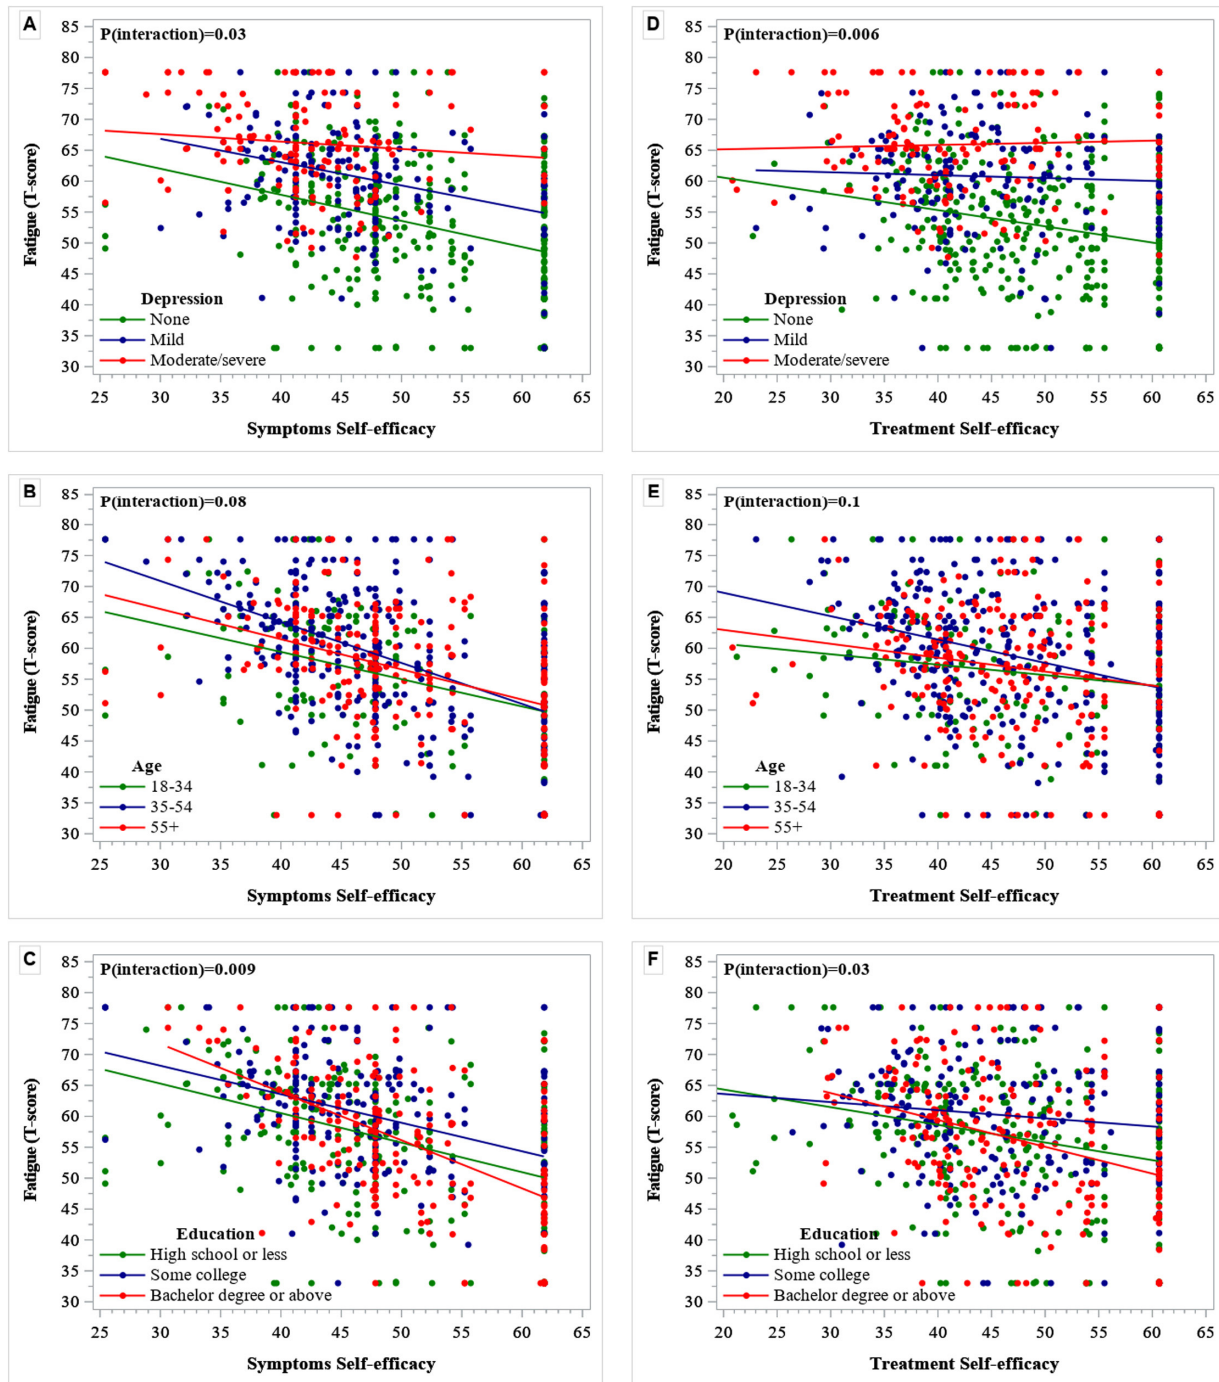 A
P(interaction)=0.03
85
80
75
70
65
60
55
50
45
40
35
30
Fatigue (T-score)
Depression
None
Mild
Moderate/severe
25 30 35 40 45 50 55 60 65
Symptoms Self-efficacy
D
P(interaction)=0.006
85
80
75
70
65
60
55
50
45
40
35
30
Fatigue (T-score)
Depression
None
Mild
Moderate/severe
20 25 30 35 40 45 50 55 60 65
Treatment Self-efficacy
B
P(interaction)=0.08
85
80
75
70
65
60
55
50
45
40
35
30
Fatigue (T-score)
Age
18-34
35-54
55+
25 30 35 40 45 50 55 60 65
Symptoms Self-efficacy
E
P(interaction)=0.1
85
80
75
70
65
60
55
50
45
40
35
30
Fatigue (T-score)
Age
18-34
35-54
55+
20 25 30 35 40 45 50 55 60 65
Treatment Self-efficacy
C
P(interaction)=0.009
85
80
75
70
65
60
55
50
45
40
35
30
Fatigue (T-score)
Education
High school or less
Some college
Bachelor degree or above
25 30 35 40 45 50 55 60 65
Symptoms Self-efficacy
F
P(interaction)=0.03
85
80
75
70
65
60
55
50
45
40
35
30
Fatigue (T-score)
Education
High school or less
Some college
Bachelor degree or above
20 25 30 35 40 45 50 55 60 65
Treatment Self-efficacy